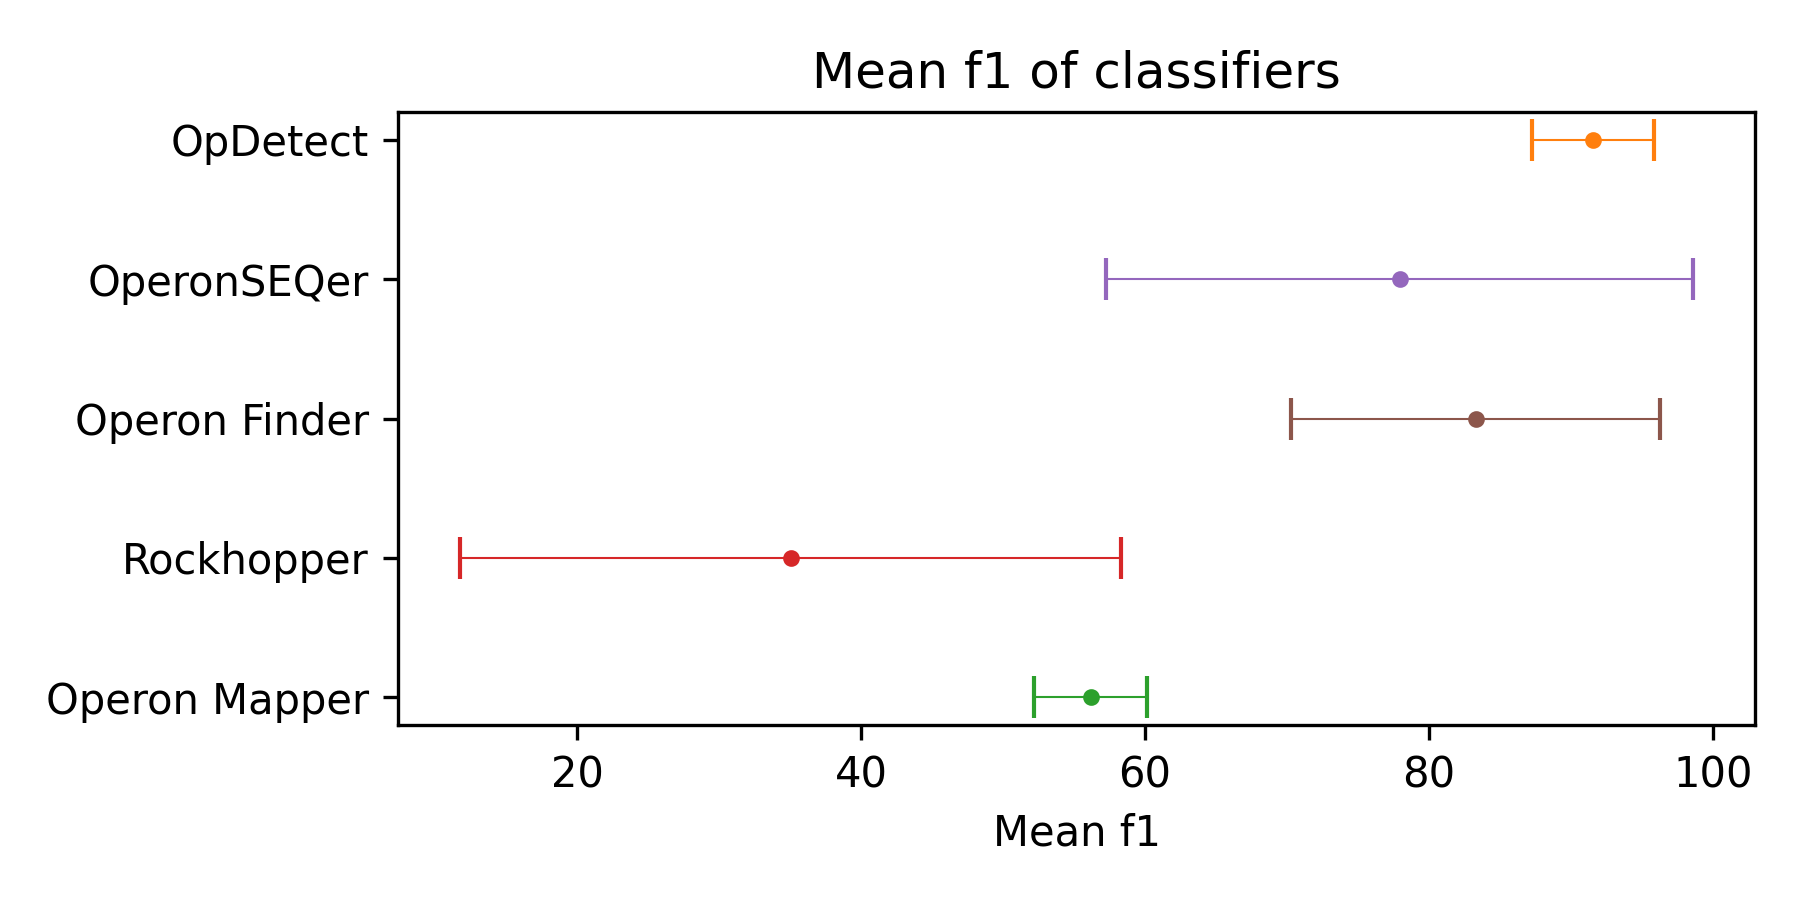 Mean f1 of classifiers
OpDetect
OperonSEQer
Operon Finder
Rockhopper
Operon Mapper
20 40 60 80 100
Mean f1